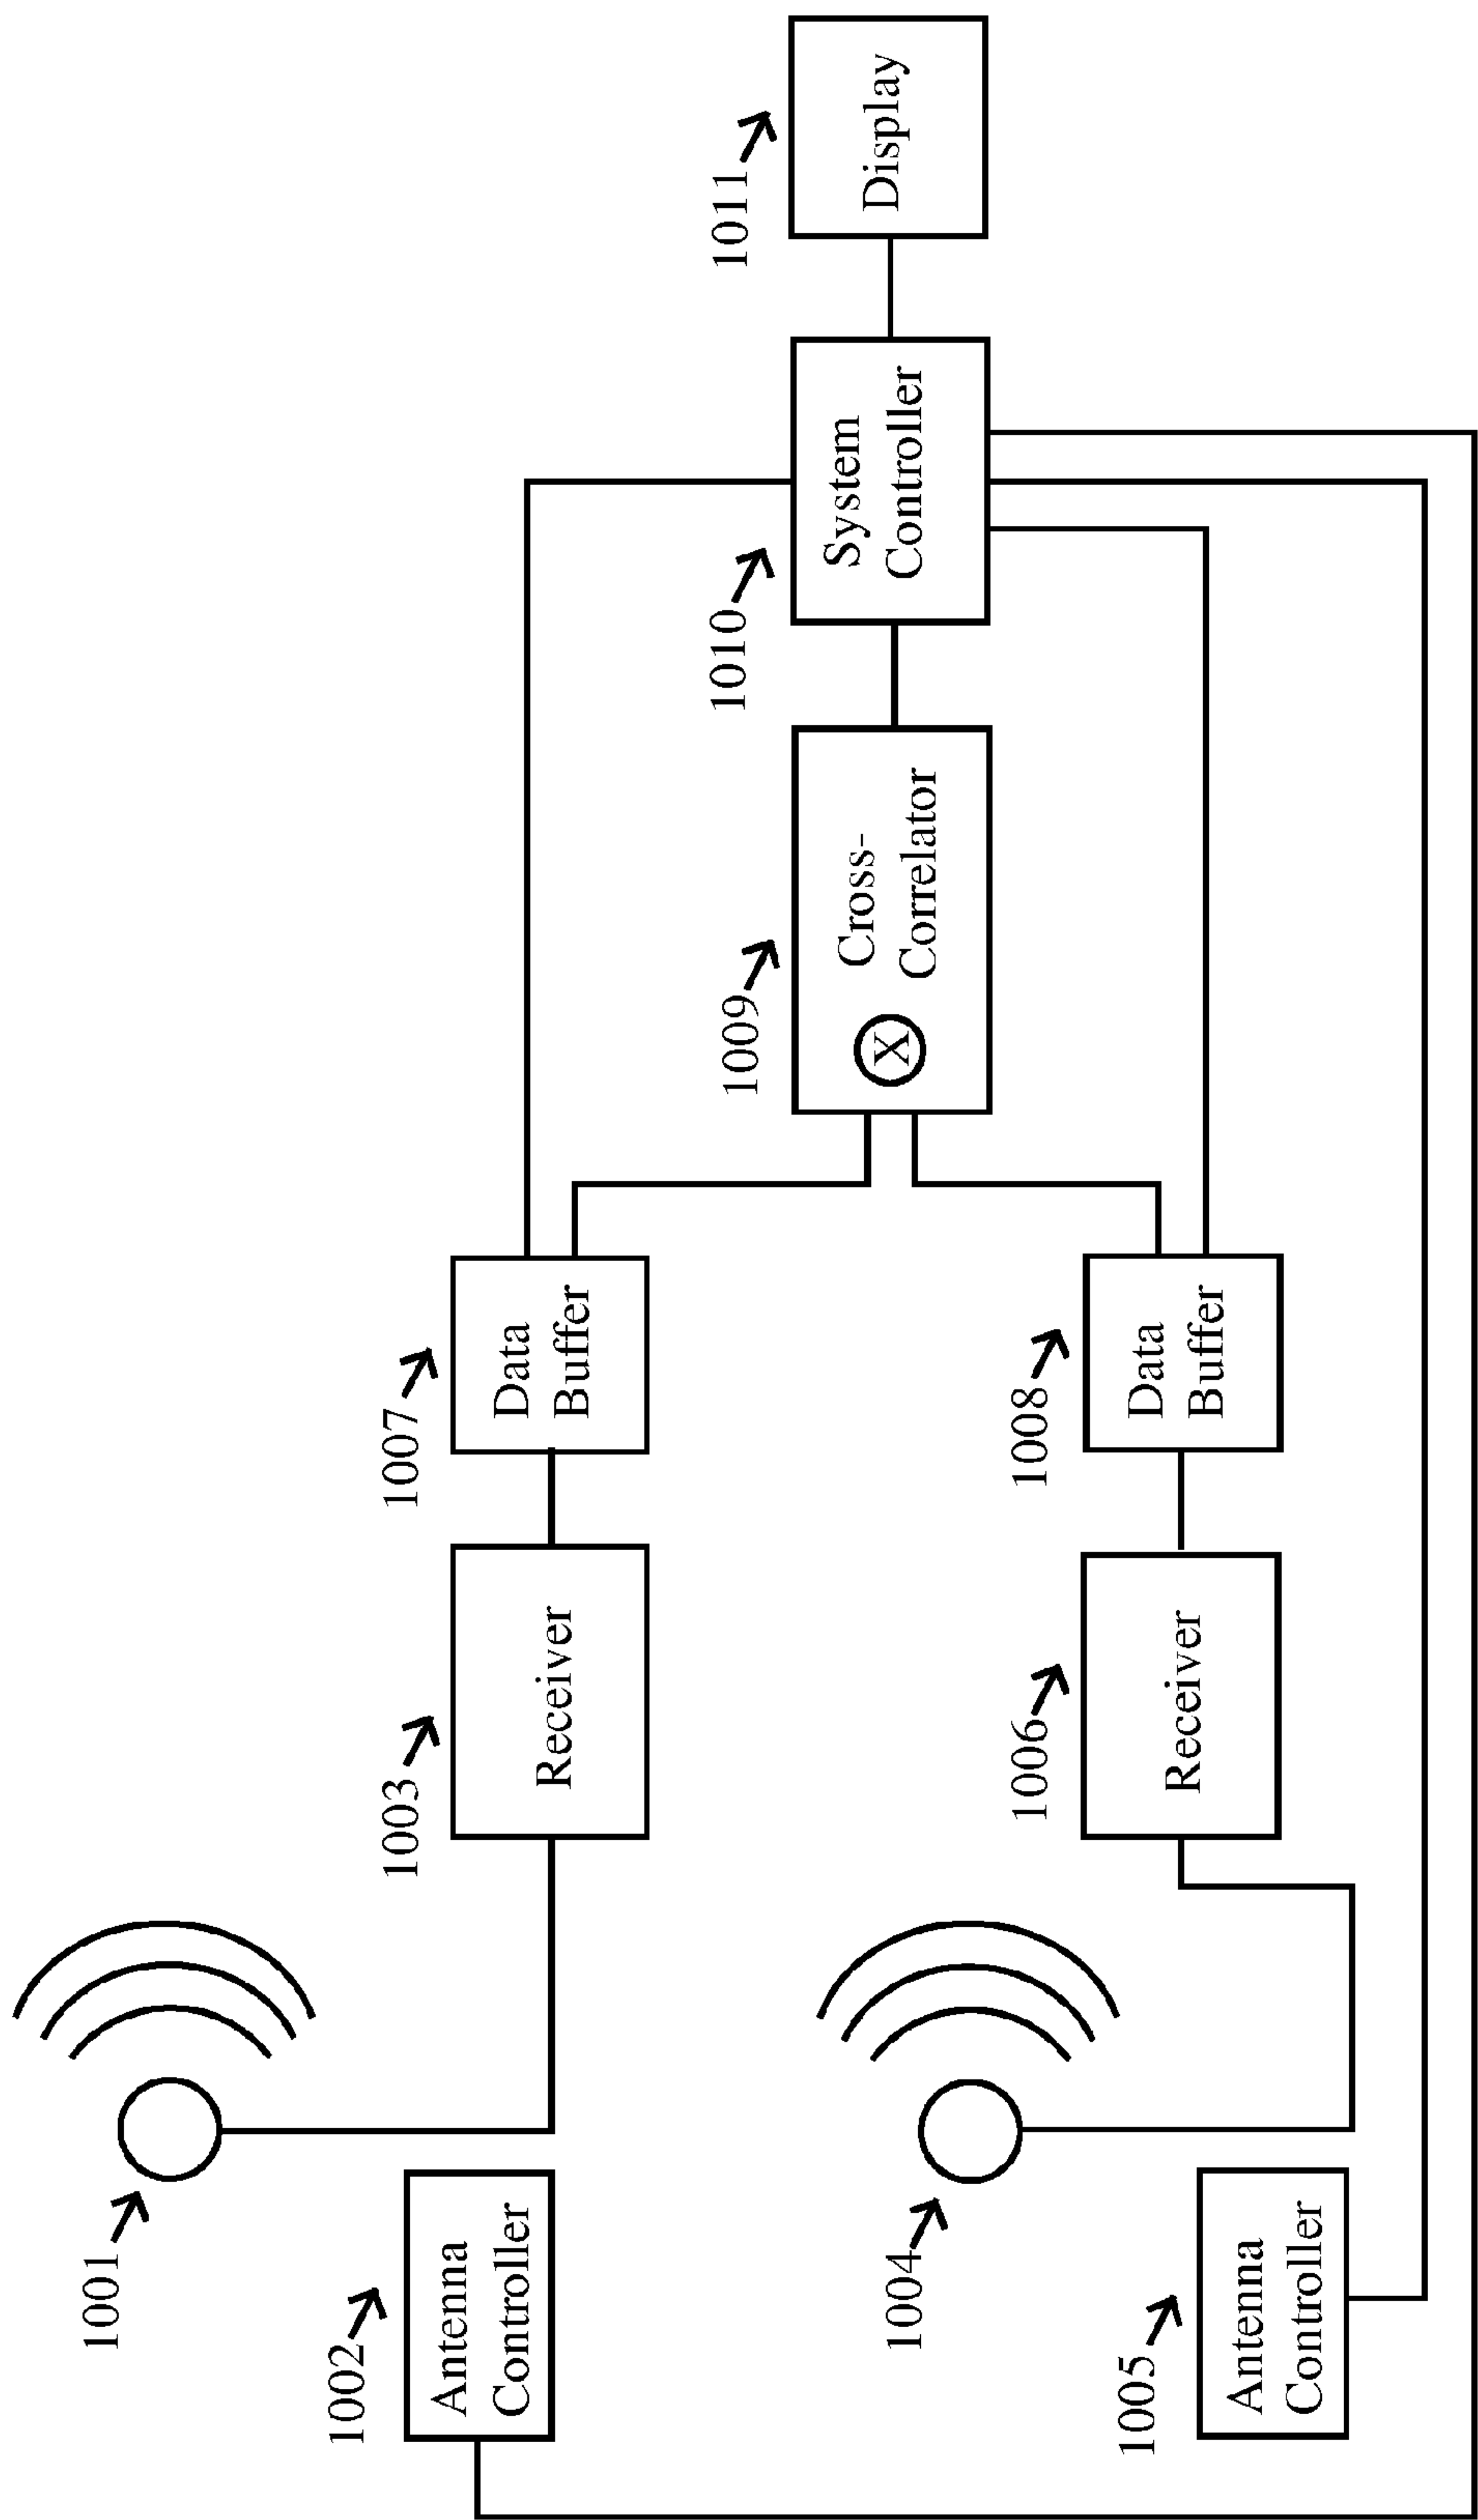 1001
1002
Antenna
Controller
1003
Receiver
1007
Data
Buffer
1009
X
Cross-
Correlator
1010
System
Controller
1011
Display
1004
1005
Antenna
Controller
1006
Receiver
1008
Data
Buffer